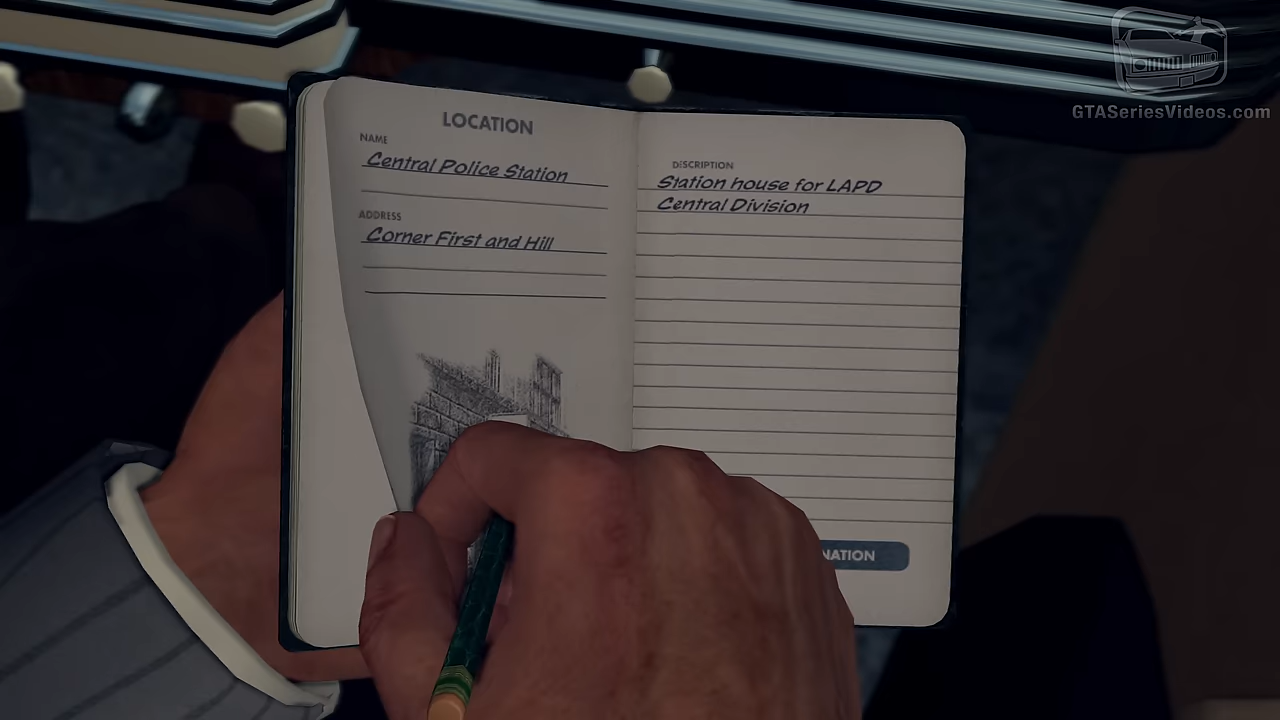 GTASeriesVideos.com
LOCATION
NAME
Central Police Station
ADDRESS
Corner First and Hill
DESCRIPTION
Station house for LAPD
Central Division